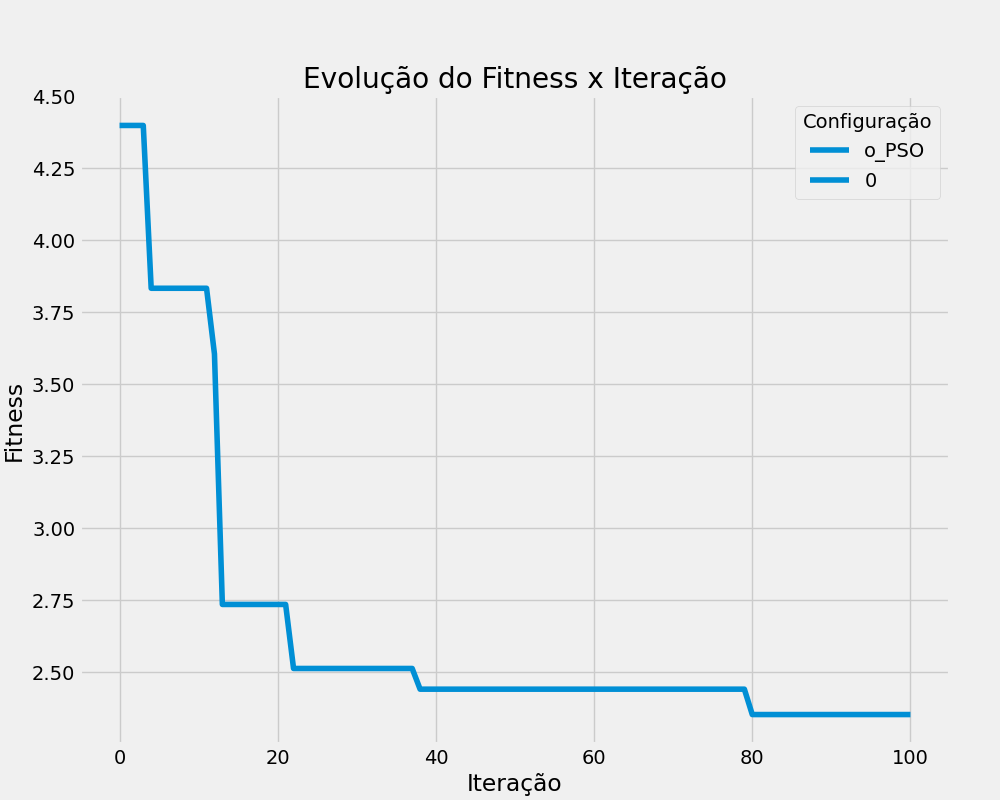 Evolução do Fitness x Iteração
Configuração
o_PSO
0
Fitness
4.50
4.25
4.00
3.75
3.50
3.25
3.00
2.75
2.50
0 20 40 60 80 100
Iteração